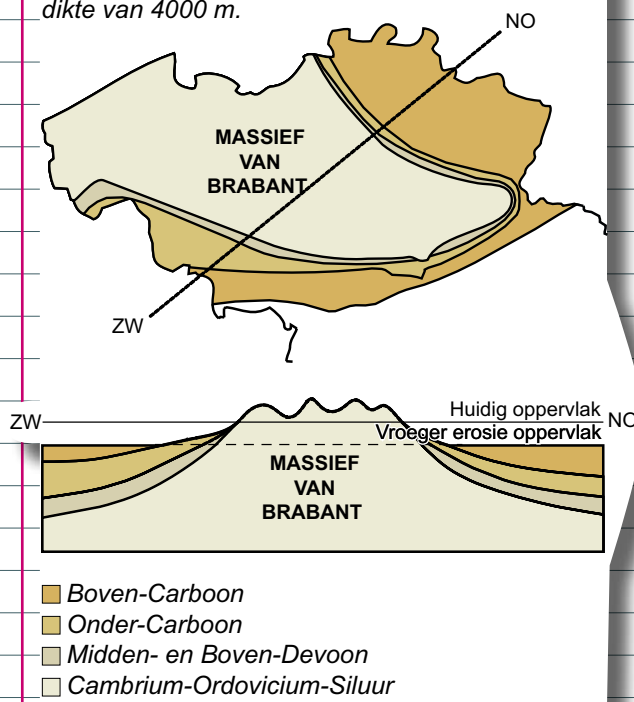 dikte van 4000 m.
NO
MASSIEF
VAN
BRABANT
ZW
ZW
Huidig oppervlak
NO
Vroeger erosie oppervlak
MASSIEF
VAN
BRABANT
Boven-Carboon
Onder-Carboon
Midden- en Boven-Devoon
Cambrium-Ordovicium-Siluur